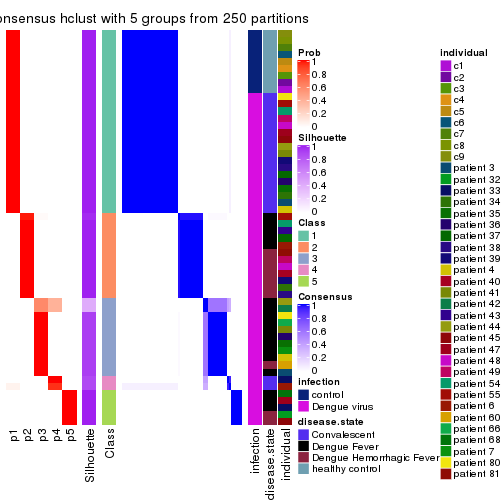 onsensus hclust with 5 groups from 250 partitions
p1
p2
p3
p4
p5
Silhouette
Class
infection
disease.state
individual
Prob
1
0.8
0.6
0.4
0.2
0
Silhouette
1
0.8
0.6
0.4
0.2
0
Class
1
2
3
4
5
Consensus
1
0.8
0.6
0.4
0.2
0
infection
control
Dengue virus
disease.state
Convalescent
Dengue Fever
Dengue Hemorrhagic Fever
healthy control
individual
c1
c2
c3
c4
c5
c6
c7
c8
c9
patient 3
patient 32
patient 33
patient 34
patient 35
patient 36
patient 37
patient 38
patient 39
patient 4
patient 40
patient 41
patient 42
patient 43
patient 44
patient 45
patient 47
patient 48
patient 49
patient 54
patient 55
patient 6
patient 60
patient 66
patient 68
patient 7
patient 80
patient 81